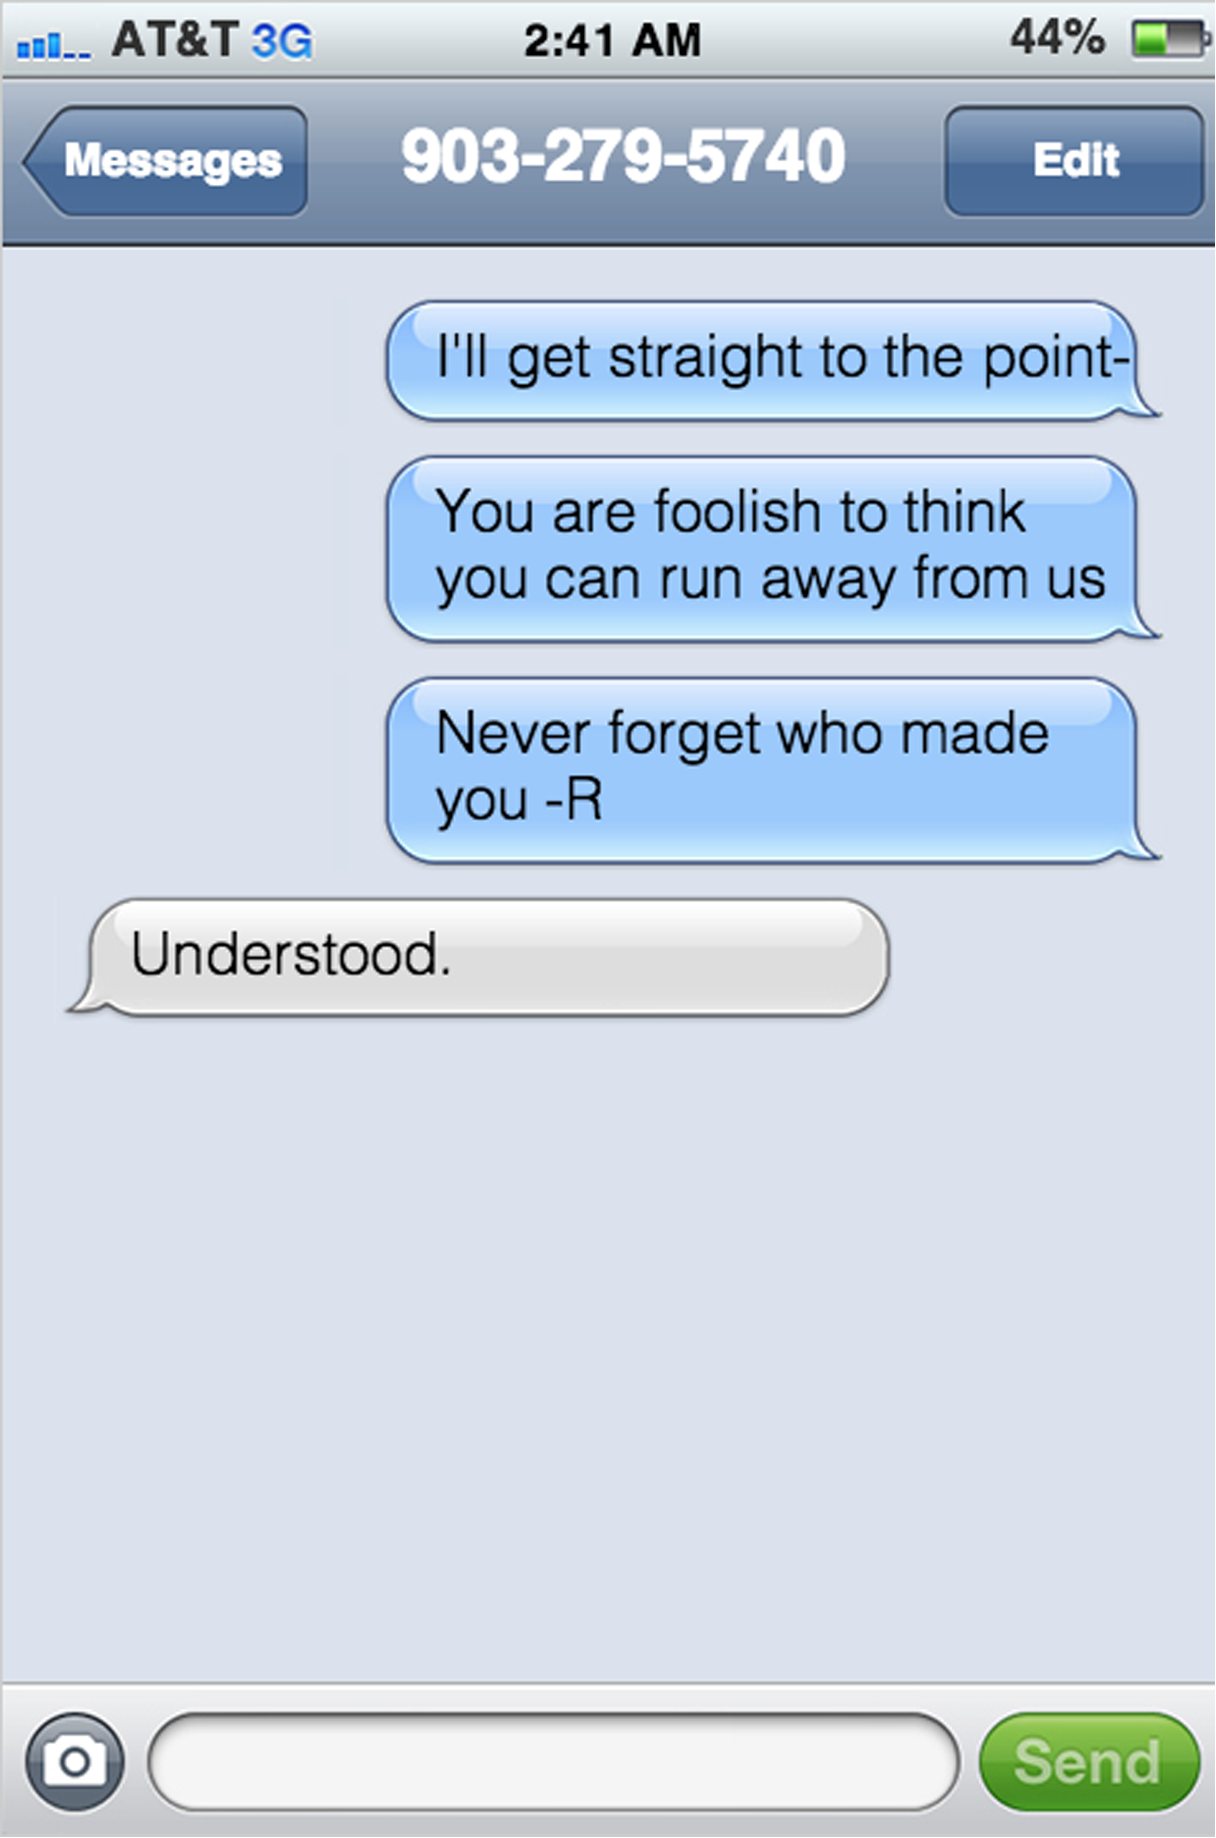 AT&T 3G 2:41 AM 44%
Messages 903-279-5740 Edit
I'll get straight to the point-
You are foolish to think
you can run away from us
Never forget who made
you -R
Understood.
Send